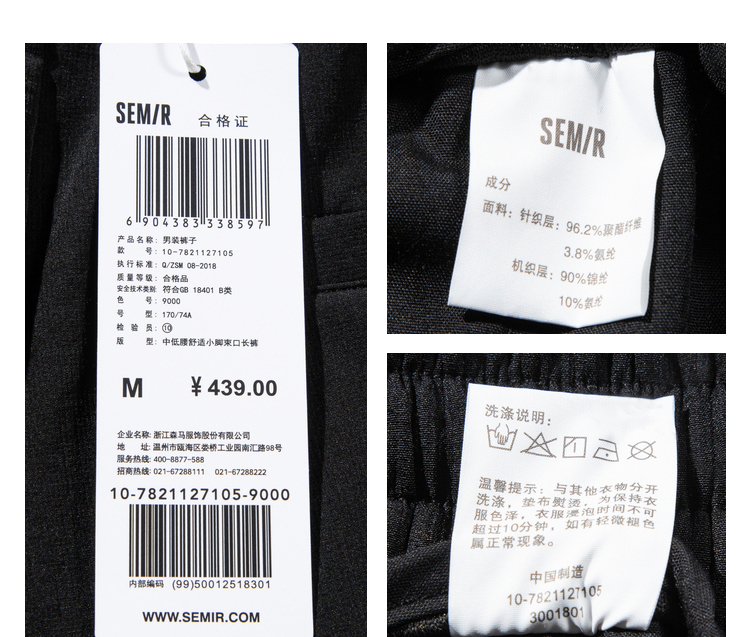 SEM/R 合格证
6 904383 338597
产品名称: 男装裤子
款 号: 10-7821127105
执行标准: Q/ZSM 08-2018
质量等级: 合格品
安全技术类别: 符合GB 18401 B类
色 号: 9000
号 型: 170/74A
检 验 员: ⑩
版 型: 中低腰舒适小脚束口长裤
M ¥439.00
企业名称: 浙江森马服饰股份有限公司
地 址: 温州市瓯海区娄桥工业园南汇路98号
服务热线: 400-8877-588
招商热线: 021-67288111 021-67288222
10-7821127105-9000
内部编码 (99)50012518301
WWW.SEMIR.COM
SEM/R
成分
面料: 针织层: 96.2%聚酯纤维
3.8%氨纶
机织层: 90%锦纶
10%氨纶
洗涤说明:
温馨提示: 与其他衣物分开
洗涤, 垫布熨烫, 为保持衣
服色泽, 衣服浸泡时间不可
超过10分钟, 如有轻微褪色
属正常现象。
中国制造
10-7821127105
3001801